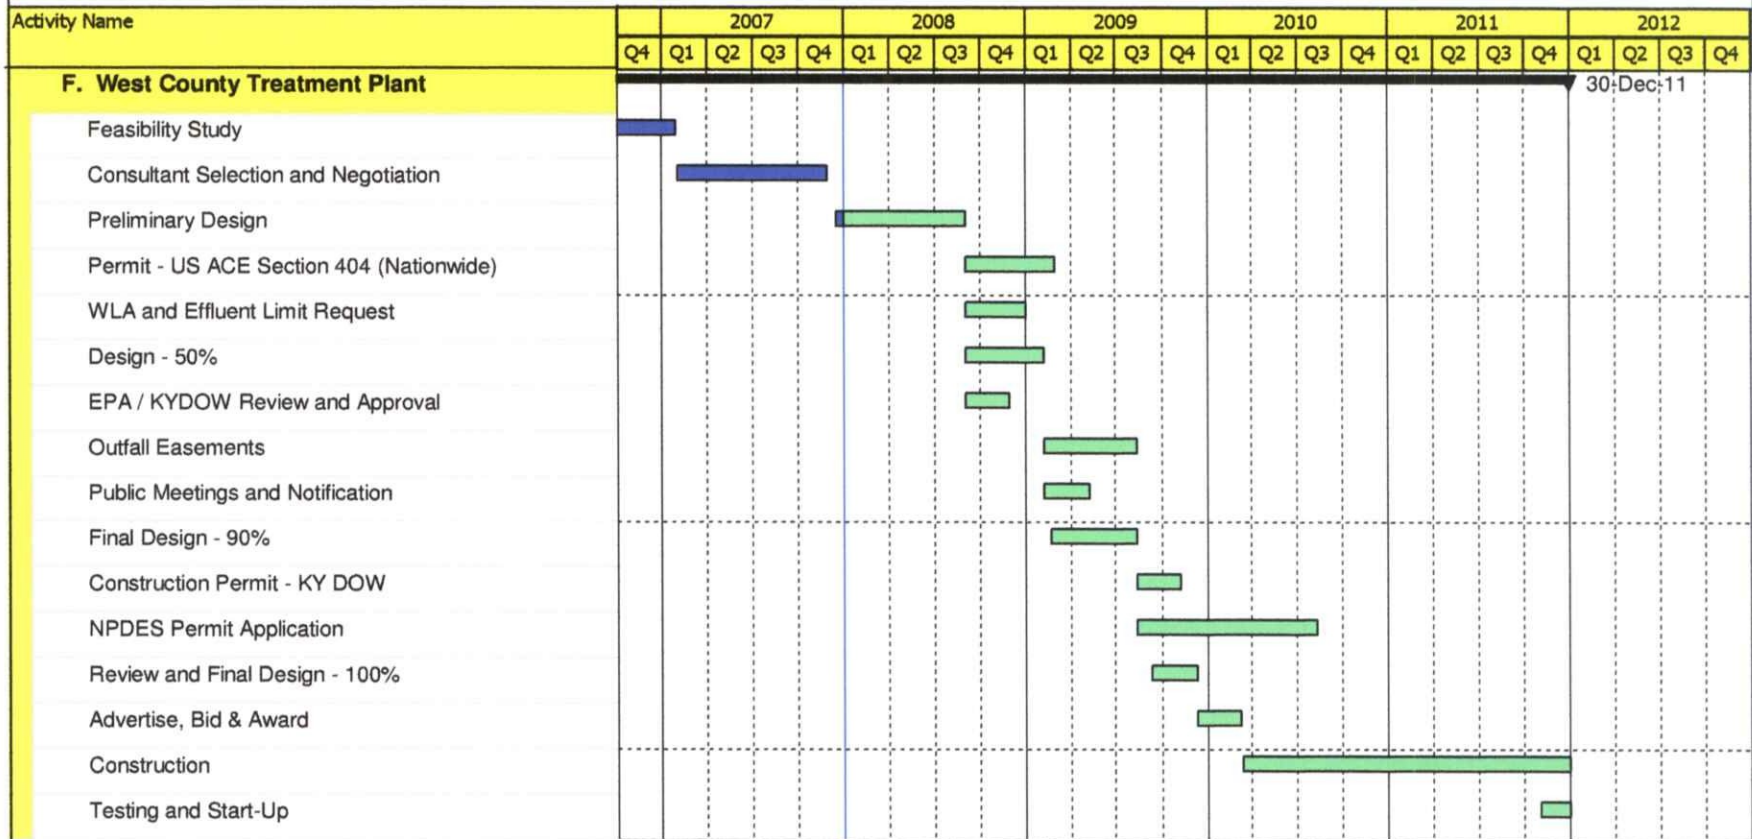 Activity Name
2007 2008 2009 2010 2011 2012
Q4 Q1 Q2 Q3 Q4 Q1 Q2 Q3 Q4 Q1 Q2 Q3 Q4 Q1 Q2 Q3 Q4 Q1 Q2 Q3 Q4 Q1 Q2 Q3 Q4
F. West County Treatment Plant 30-Dec-11
Feasibility Study
Consultant Selection and Negotiation
Preliminary Design
Permit - US ACE Section 404 (Nationwide)
WLA and Effluent Limit Request
Design - 50%
EPA / KYDOW Review and Approval
Outfall Easements
Public Meetings and Notification
Final Design - 90%
Construction Permit - KY DOW
NPDES Permit Application
Review and Final Design - 100%
Advertise, Bid & Award
Construction
Testing and Start-Up